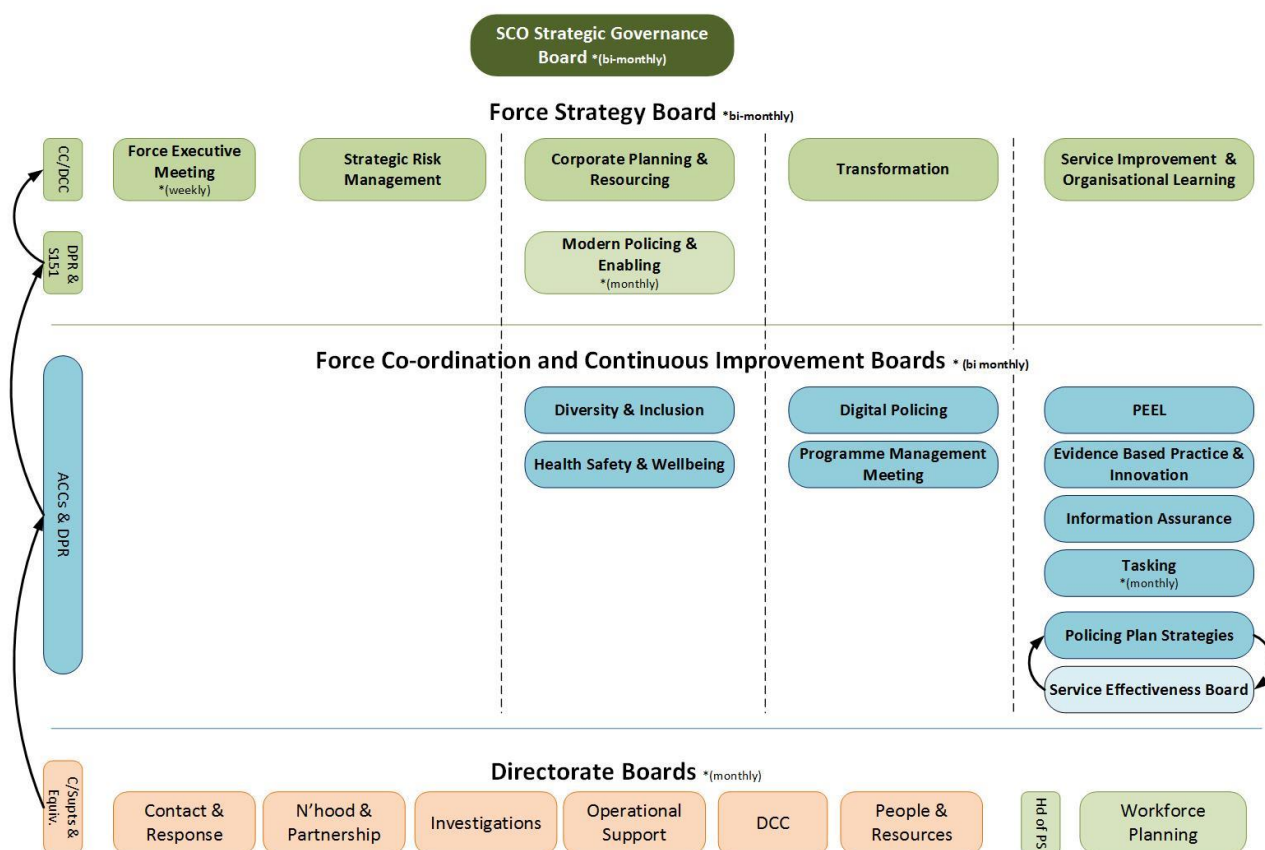 SCO Strategic Governance
Board *(bi-monthly)
Force Strategy Board *bi-monthly)
CC/DCC
Force Executive
Meeting
*(weekly)
Strategic Risk
Management
Corporate Planning &
Resourcing
Transformation
Service Improvement &
Organisational Learning
DPR &
S151
Modern Policing &
Enabling
*(monthly)
Force Co-ordination and Continuous Improvement Boards * (bi monthly)
ACCs & DPR
Diversity & Inclusion
Digital Policing
PEEL
Health Safety & Wellbeing
Programme Management
Meeting
Evidence Based Practice &
Innovation
Information Assurance
Tasking
*(monthly)
Policing Plan Strategies
Service Effectiveness Board
Directorate Boards *(monthly)
C/Supts &
Equiv.
Contact &
Response
N'hood &
Partnership
Investigations
Operational
Support
DCC
People &
Resources
Hd of PS
Workforce
Planning